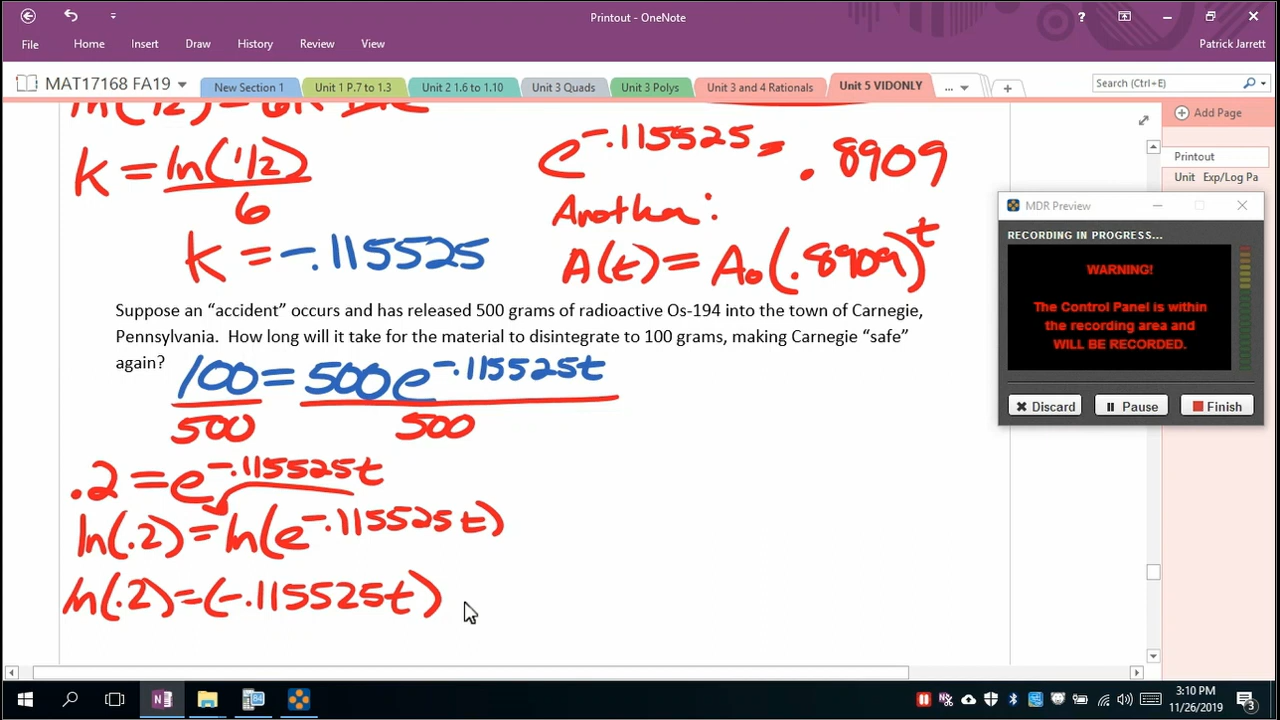 Printout - OneNote
?
File Home Insert Draw History Review View
Patrick Jarrett
MAT17168 FA19
New Section 1
Unit 1 P.7 to 1.3
Unit 2 1.6 to 1.10
Unit 3 Quads
Unit 3 Polys
Unit 3 and 4 Rationals
Unit 5 VIDONLY
...
+
Search (Ctrl+E)
Add Page
Printout
Unit Exp/Log Pa
k = ln(1/2)
6
k = -.115525
e^-.115525 = .8909
Another:
A(t) = A₀(.8909)^t
MDR Preview
RECORDING IN PROGRESS...
WARNING!
The Control Panel is within
the recording area and
WILL BE RECORDED.
Discard
Pause
Finish
Suppose an “accident” occurs and has released 500 grams of radioactive Os-194 into the town of Carnegie,
Pennsylvania. How long will it take for the material to disintegrate to 100 grams, making Carnegie “safe”
again?
100 = 500e^-.115525t
500 500
.2 = e^-.115525t
ln(.2) = ln(e^-.115525t)
ln(.2) = (-.115525t)
3:10 PM
11/26/2019
3